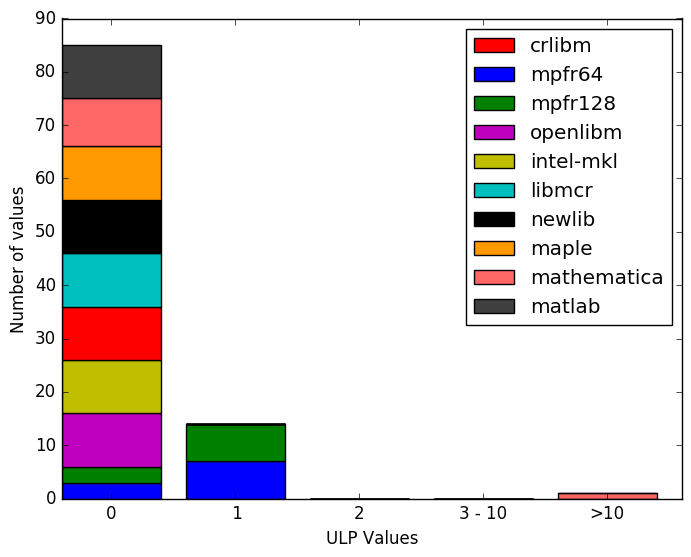 90
80
70
60
50
40
30
20
10
0
Number of values
crlibm
mpfr64
mpfr128
openlibm
intel-mkl
libmcr
newlib
maple
mathematica
matlab
0 1 2 3 - 10 >10
ULP Values